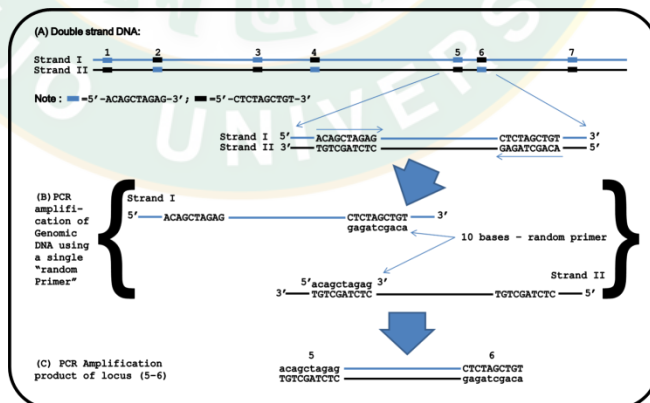 (A) Double strand DNA:
1 2 3 4 5 6 7
Strand I
Strand II
Note : =5’-ACAGCTAGAG-3’; =5’-CTCTAGCTGT-3’
Strand I 5’ ACAGCTAGAG CTCTAGCTGT 3’
Strand II 3’ TGTCGATCTC GAGATCGACA 5’
(B) PCR
amplifi-
cation of
Genomic
DNA using
a single
“random
Primer”
Strand I
5’ ACAGCTAGAG CTCTAGCTGT 3’
gagatcgaca
10 bases – random primer
Strand II
5’acagctagag 3’
3’ TGTCGATCTC TGTCGATCTC 5’
(C) PCR Amplification
product of locus (5-6)
5 6
acagctagag CTCTAGCTGT
TGTCGATCTC gagatcgaca
O UNIVERS